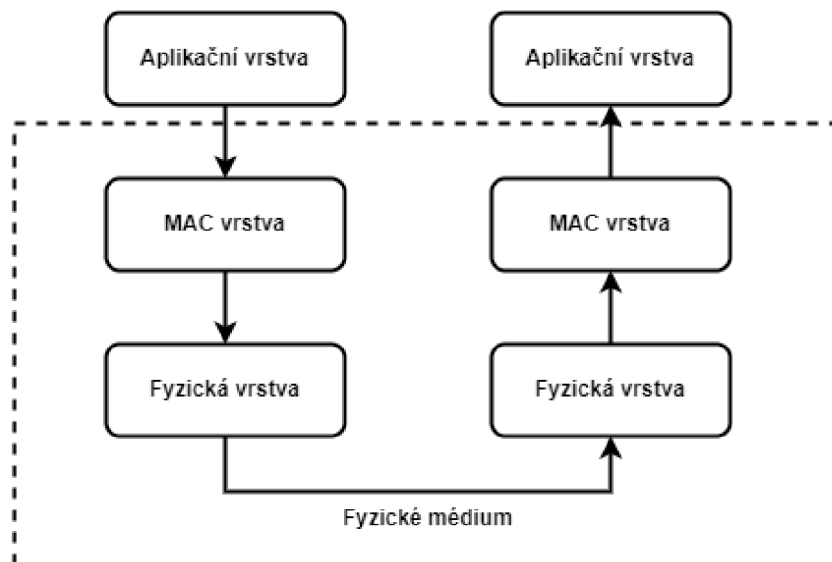 Aplikační vrstva
Aplikační vrstva
MAC vrstva
MAC vrstva
Fyzická vrstva
Fyzická vrstva
Fyzické médium